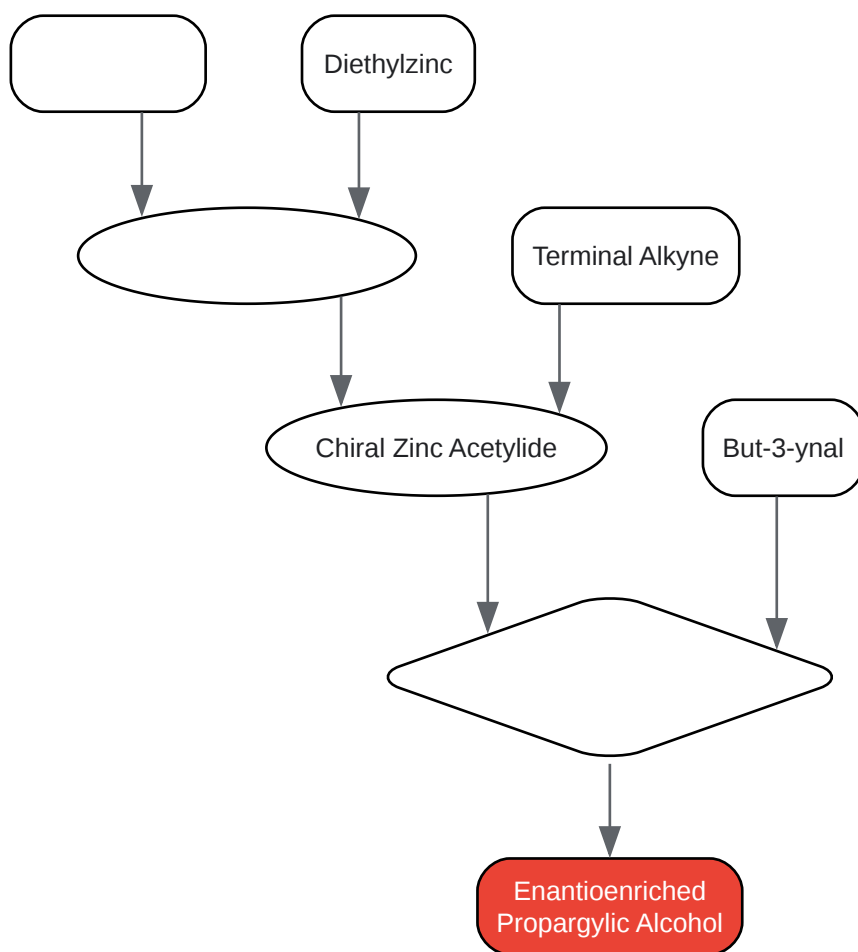 Diethylzinc
Terminal Alkyne
Chiral Zinc Acetylide
But-3-ynal
Enantioenriched
Propargylic Alcohol